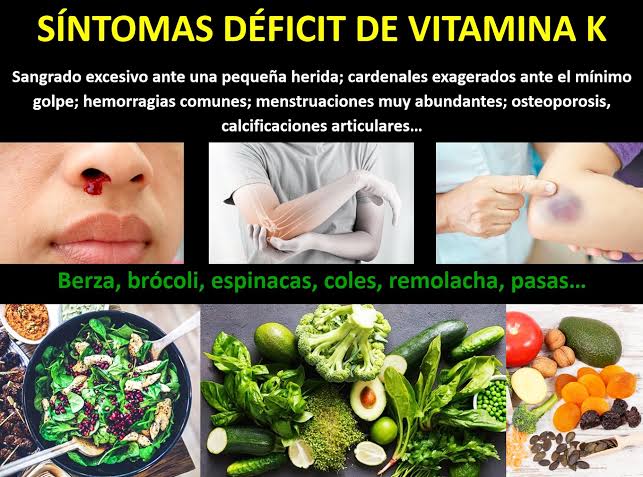 SÍNTOMAS DÉFICIT DE VITAMINA K
Sangrado excesivo ante una pequeña herida; cardenales exagerados ante el mínimo
golpe; hemorragias comunes; menstruaciones muy abundantes; osteoporosis,
calcificaciones articulares…
Berza, brócoli, espinacas, coles, remolacha, pasas…